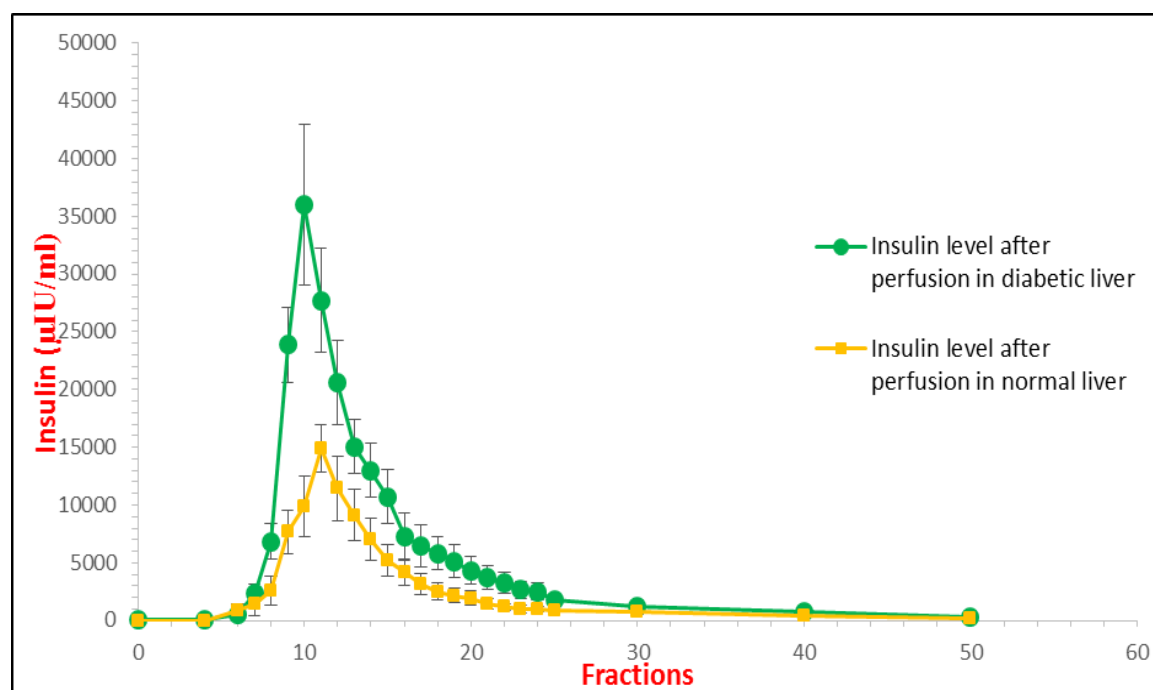 50000
45000
40000
35000
30000
25000
20000
15000
10000
5000
0
Insulin (µIU/ml)
0 10 20 30 40 50 60
Fractions
Insulin level after
perfusion in diabetic liver
Insulin level after
perfusion in normal liver